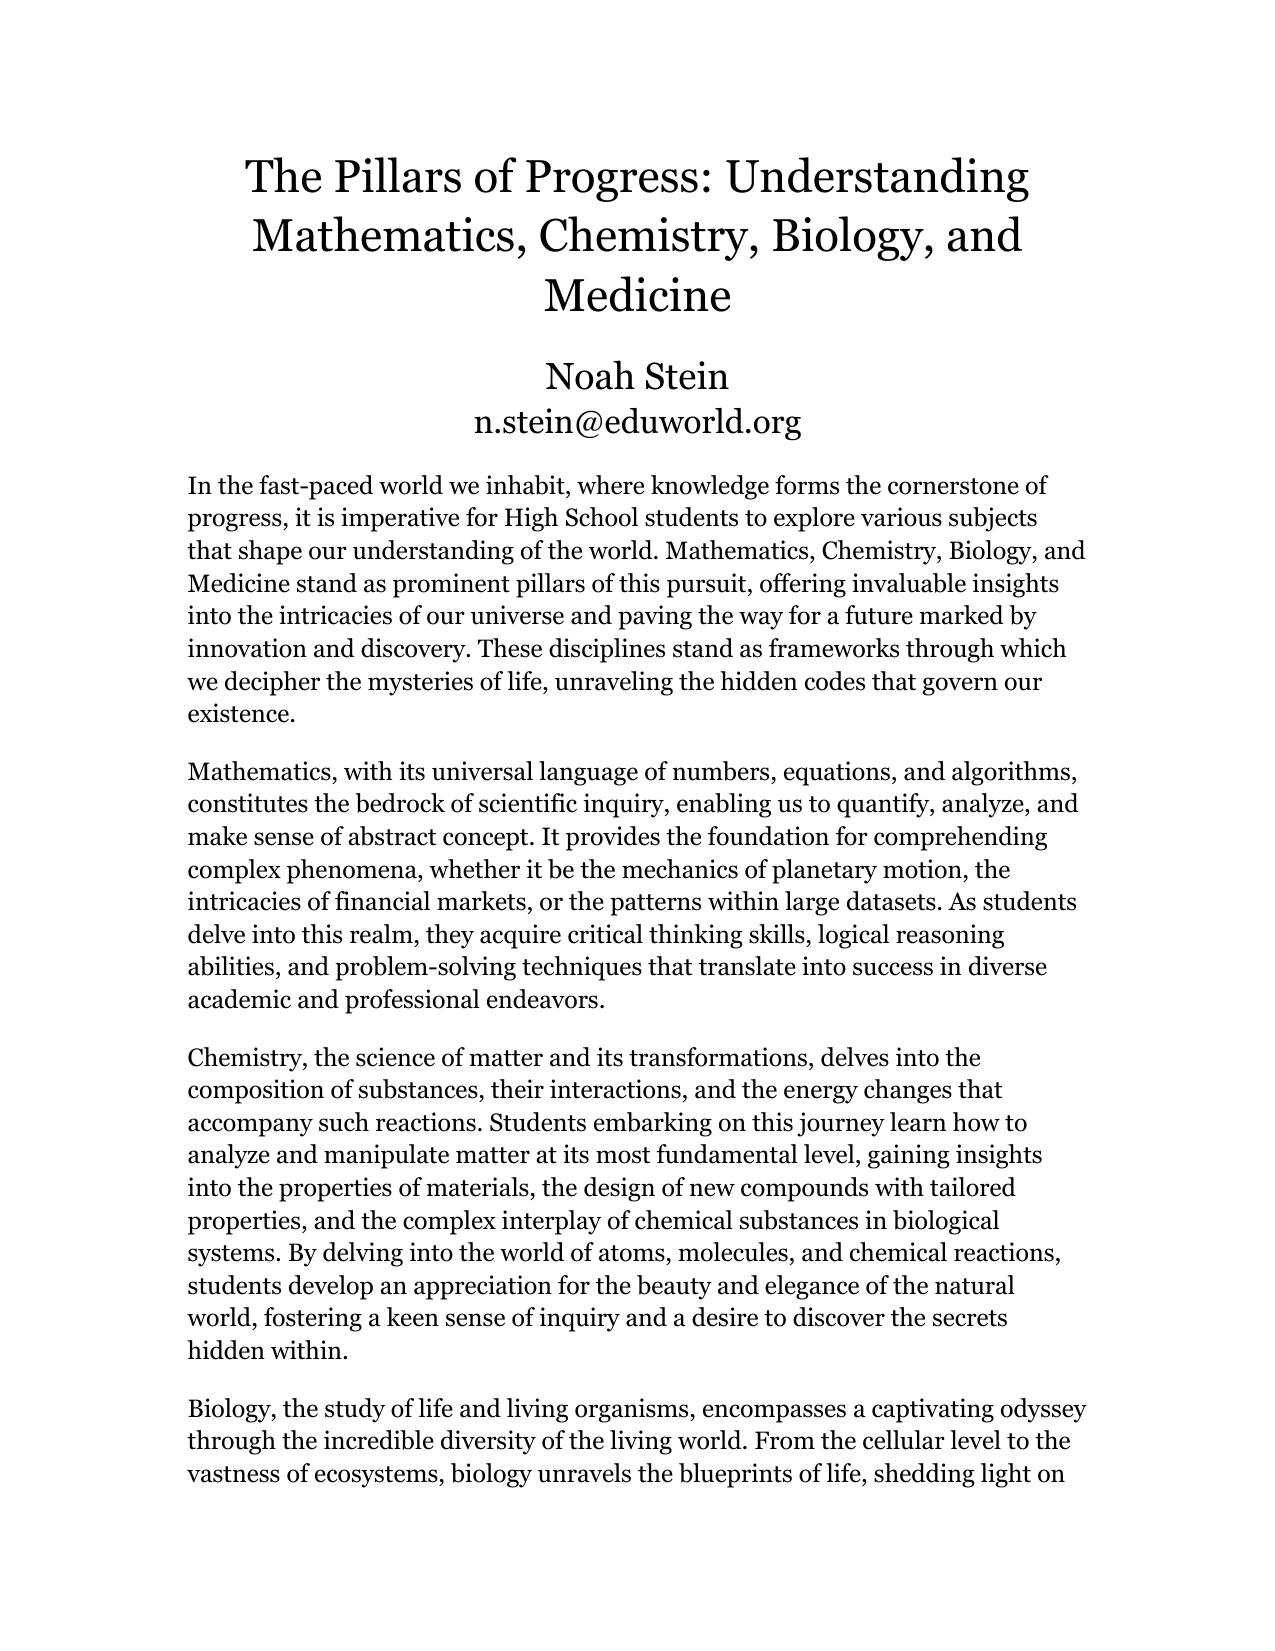 The Pillars of Progress: Understanding
Mathematics, Chemistry, Biology, and
Medicine
Noah Stein
n.stein@eduworld.org
In the fast-paced world we inhabit, where knowledge forms the cornerstone of
progress, it is imperative for High School students to explore various subjects
that shape our understanding of the world. Mathematics, Chemistry, Biology, and
Medicine stand as prominent pillars of this pursuit, offering invaluable insights
into the intricacies of our universe and paving the way for a future marked by
innovation and discovery. These disciplines stand as frameworks through which
we decipher the mysteries of life, unraveling the hidden codes that govern our
existence.
Mathematics, with its universal language of numbers, equations, and algorithms,
constitutes the bedrock of scientific inquiry, enabling us to quantify, analyze, and
make sense of abstract concept. It provides the foundation for comprehending
complex phenomena, whether it be the mechanics of planetary motion, the
intricacies of financial markets, or the patterns within large datasets. As students
delve into this realm, they acquire critical thinking skills, logical reasoning
abilities, and problem-solving techniques that translate into success in diverse
academic and professional endeavors.
Chemistry, the science of matter and its transformations, delves into the
composition of substances, their interactions, and the energy changes that
accompany such reactions. Students embarking on this journey learn how to
analyze and manipulate matter at its most fundamental level, gaining insights
into the properties of materials, the design of new compounds with tailored
properties, and the complex interplay of chemical substances in biological
systems. By delving into the world of atoms, molecules, and chemical reactions,
students develop an appreciation for the beauty and elegance of the natural
world, fostering a keen sense of inquiry and a desire to discover the secrets
hidden within.
Biology, the study of life and living organisms, encompasses a captivating odyssey
through the incredible diversity of the living world. From the cellular level to the
vastness of ecosystems, biology unravels the blueprints of life, shedding light on